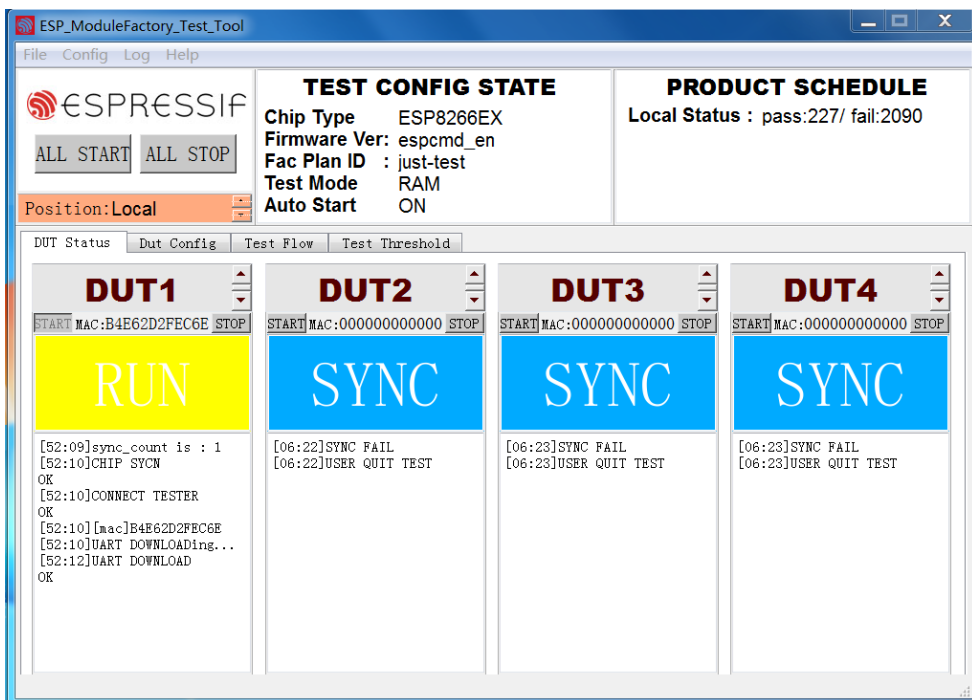 ESP_ModuleFactory_Test_Tool
File Config Log Help
ESPRESSIF
ALL START ALL STOP
Position:Local
TEST CONFIG STATE
Chip Type ESP8266EX
Firmware Ver: espcmd_en
Fac Plan ID : just-test
Test Mode RAM
Auto Start ON
PRODUCT SCHEDULE
Local Status : pass:227/ fail:2090
DUT Status Dut Config Test Flow Test Threshold
DUT1
START MAC:B4E62D2FEC6E STOP
RUN
[52:09]sync_count is : 1
[52:10]CHIP SYCN
OK
[52:10]CONNECT TESTER
OK
[52:10][mac]B4E62D2FEC6E
[52:10]UART DOWNLOADing...
[52:12]UART DOWNLOAD
OK
DUT2
START MAC:000000000000 STOP
SYNC
[06:22]SYNC FAIL
[06:22]USER QUIT TEST
DUT3
START MAC:000000000000 STOP
SYNC
[06:23]SYNC FAIL
[06:23]USER QUIT TEST
DUT4
START MAC:000000000000 STOP
SYNC
[06:23]SYNC FAIL
[06:23]USER QUIT TEST